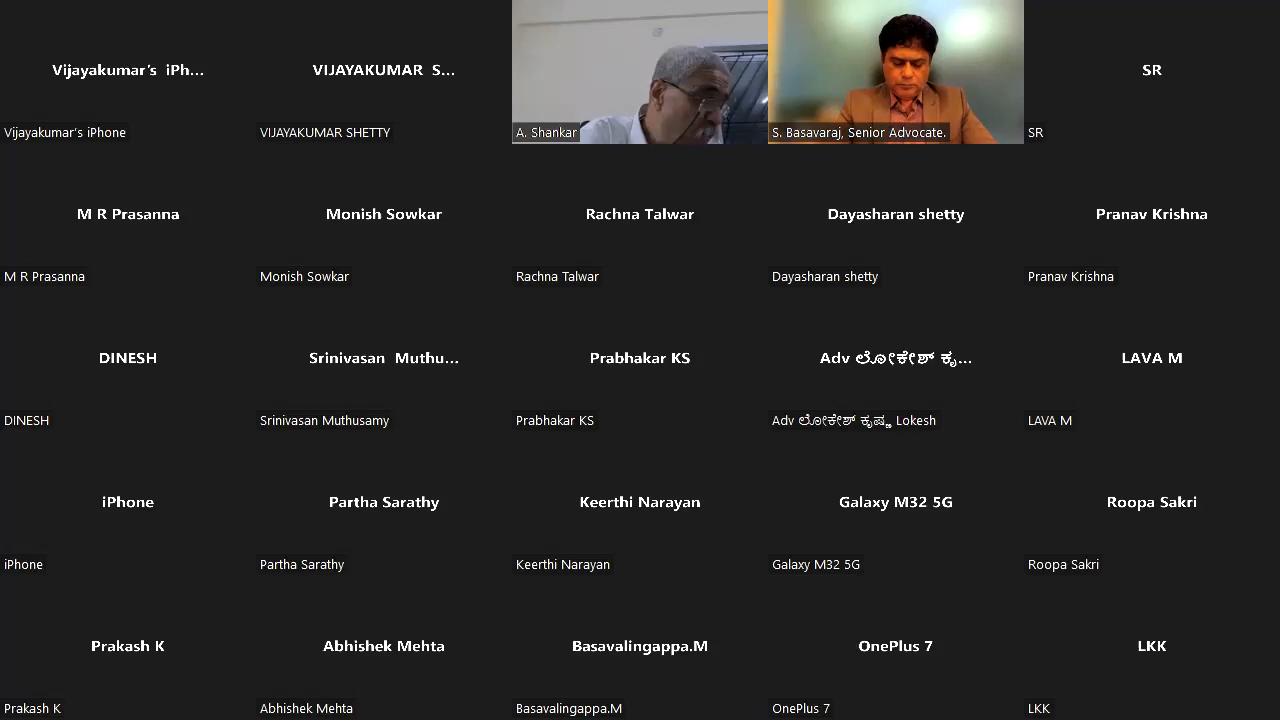 Vijayakumar's iPh...
VIJAYAKUMAR S...
SR
Vijayakumar's iPhone
VIJAYAKUMAR SHETTY
A. Shankar
S. Basavaraj, Senior Advocate.
SR
M R Prasanna
Monish Sowkar
Rachna Talwar
Dayasharan shetty
Pranav Krishna
M R Prasanna
Monish Sowkar
Rachna Talwar
Dayasharan shetty
Pranav Krishna
DINESH
Srinivasan Muthu...
Prabhakar KS
Adv ಲೋಕೇಶ್ ಕೃ...
LAVA M
DINESH
Srinivasan Muthusamy
Prabhakar KS
Adv ಲೋಕೇಶ್ ಕೃಷ್ಣ Lokesh
LAVA M
iPhone
Partha Sarathy
Keerthi Narayan
Galaxy M32 5G
Roopa Sakri
iPhone
Partha Sarathy
Keerthi Narayan
Galaxy M32 5G
Roopa Sakri
Prakash K
Abhishek Mehta
Basavalingappa.M
OnePlus 7
LKK
Prakash K
Abhishek Mehta
Basavalingappa.M
OnePlus 7
LKK